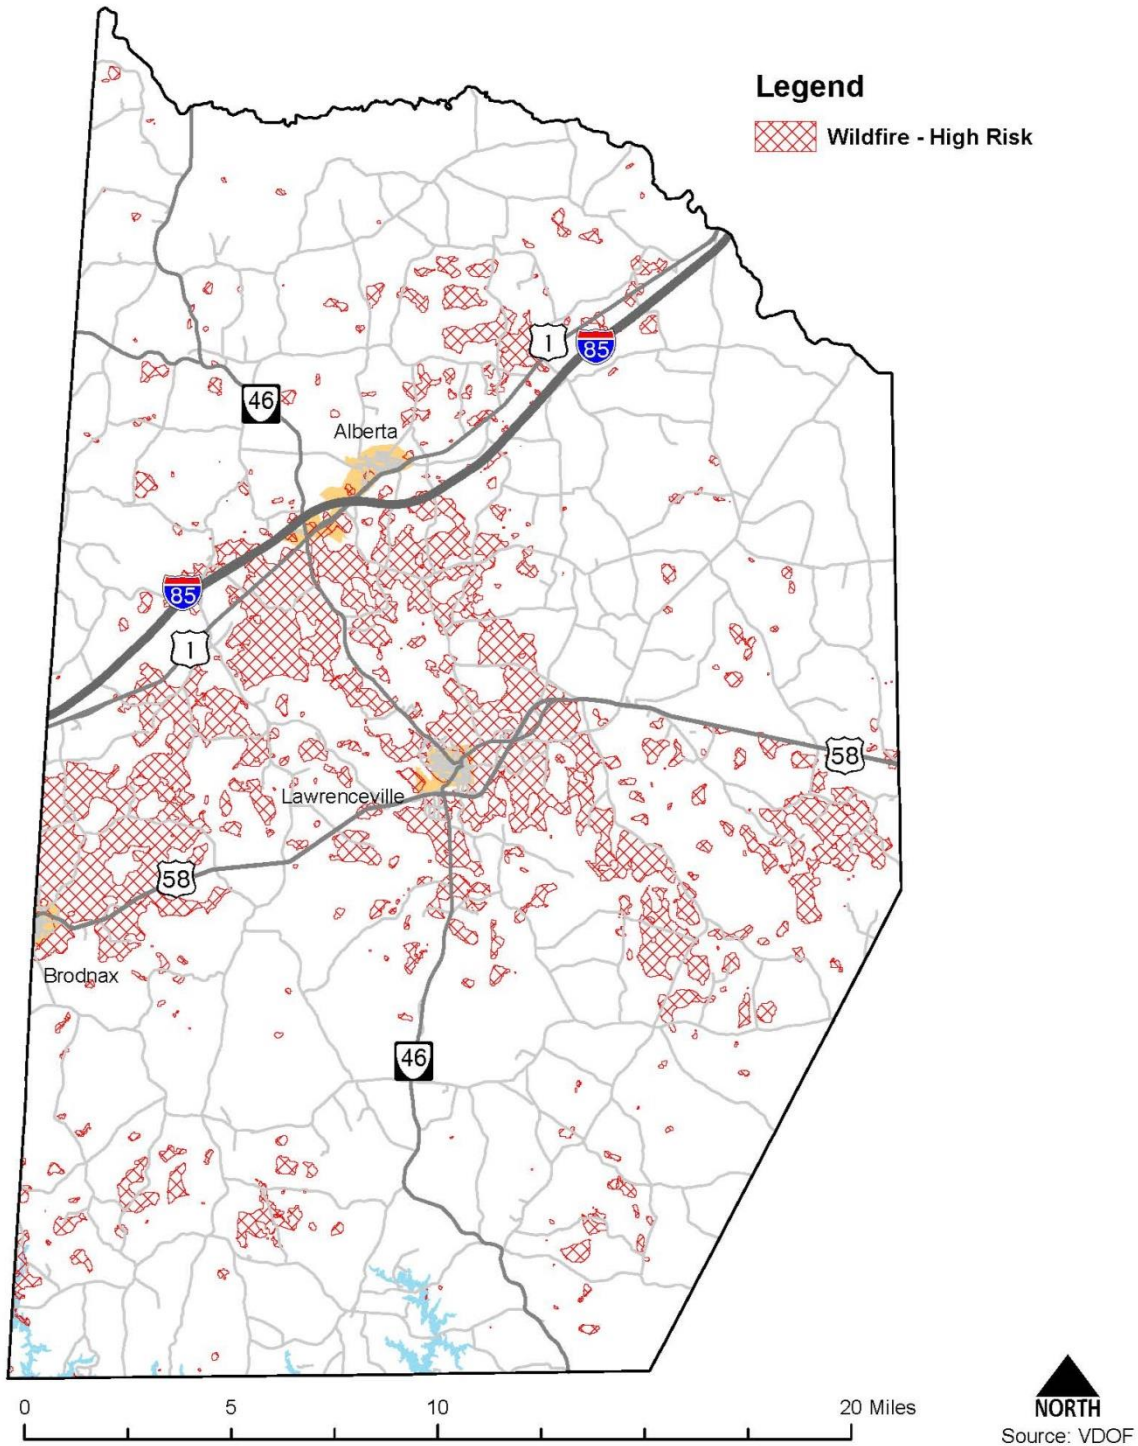 Legend
Wildfire - High Risk
1
85
46
Alberta
85
1
58
Lawrenceville
58
Brodnax
46
0 5 10 20 Miles
NORTH
Source: VDOF